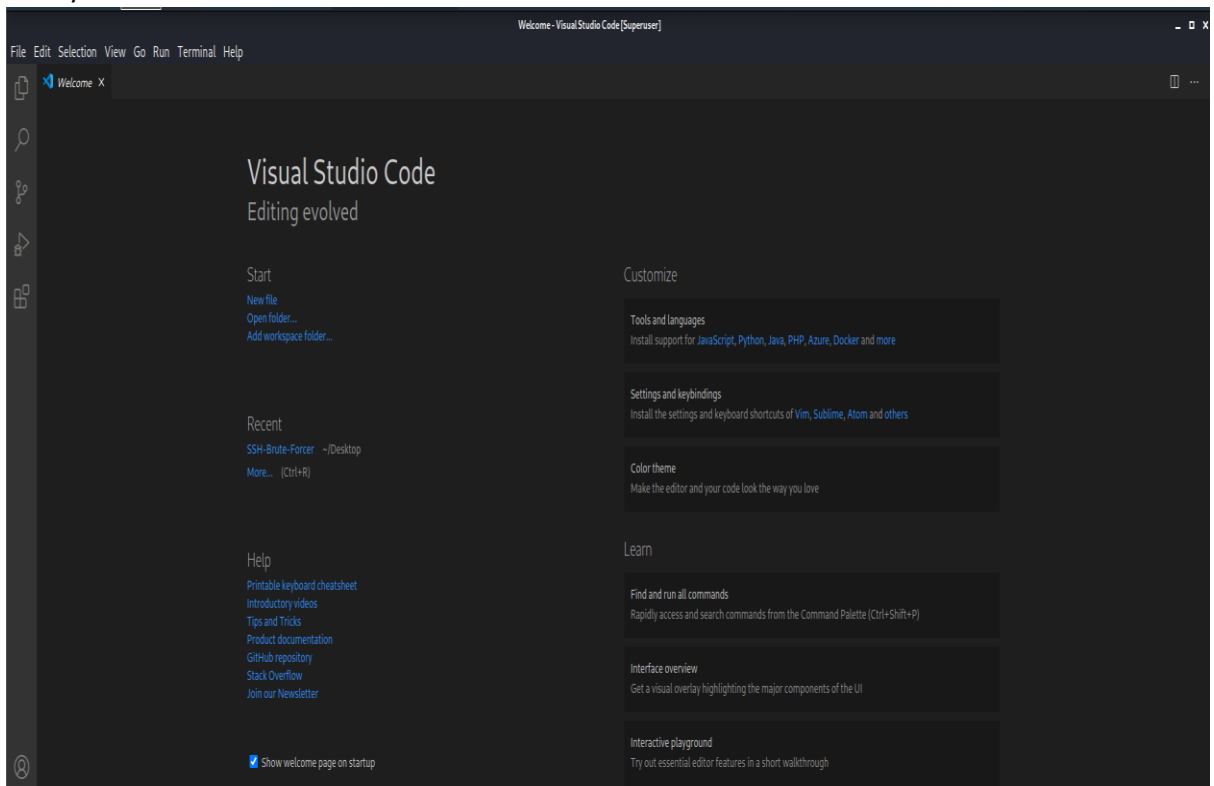 Welcome - Visual Studio Code [Superuser]
File Edit Selection View Go Run Terminal Help
Welcome
Visual Studio Code
Editing evolved
Start
New file
Open folder...
Add workspace folder...
Recent
SSH-Brute-Forcer ~/Desktop
More... (Ctrl+R)
Help
Printable keyboard cheatsheet
Introductory videos
Tips and Tricks
Product documentation
GitHub repository
Stack Overflow
Join our Newsletter
Show welcome page on startup
Customize
Tools and languages
Install support for JavaScript, Python, Java, PHP, Azure, Docker and more
Settings and keybindings
Install the settings and keyboard shortcuts of Vim, Sublime, Atom and others
Color theme
Make the editor and your code look the way you love
Learn
Find and run all commands
Rapidly access and search commands from the Command Palette (Ctrl+Shift+P)
Interface overview
Get a visual overlay highlighting the major components of the UI
Interactive playground
Try out essential editor features in a short walkthrough